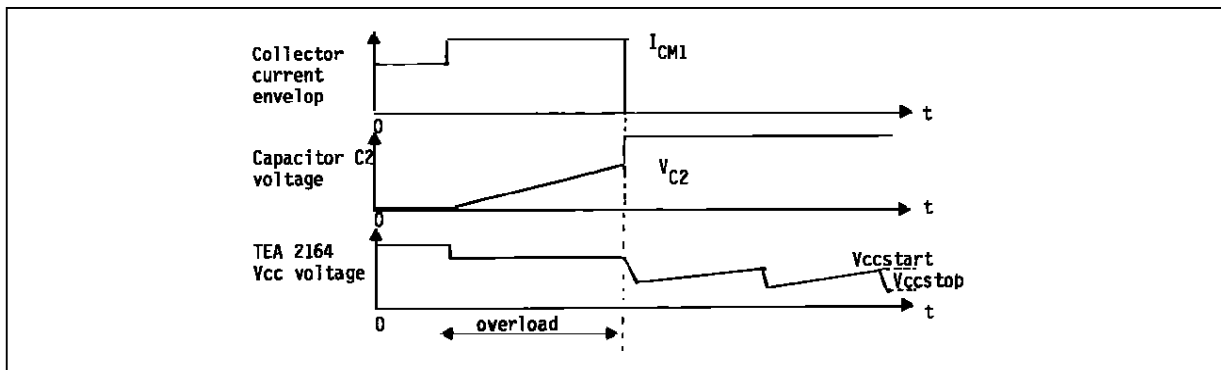 Collector
current
envelop
I_CM1
t
0
Capacitor C2
voltage
V_C2
t
0
TEA 2164
Vcc voltage
Vccstart
Vccstop
t
0
overload